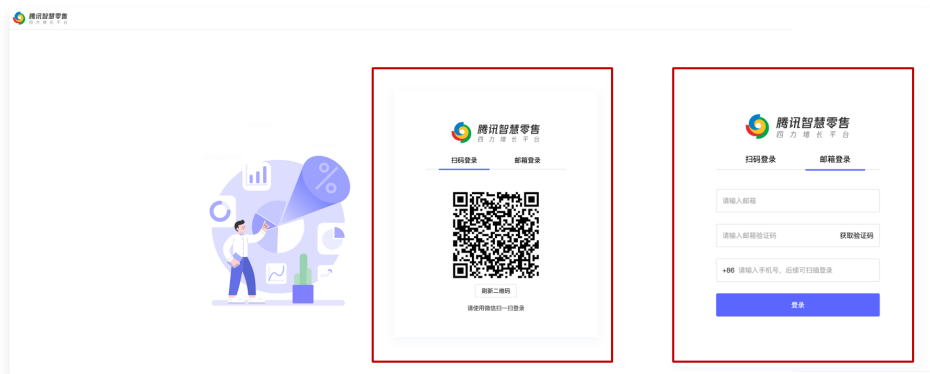 腾讯智慧零售
四力增长平台
腾讯智慧零售
四力增长平台
扫码登录 邮箱登录
刷新二维码
请使用微信扫一扫登录
腾讯智慧零售
四力增长平台
扫码登录 邮箱登录
请输入邮箱
请输入邮箱验证码 获取验证码
+86 请输入手机号，后续可扫描登录
登录
%